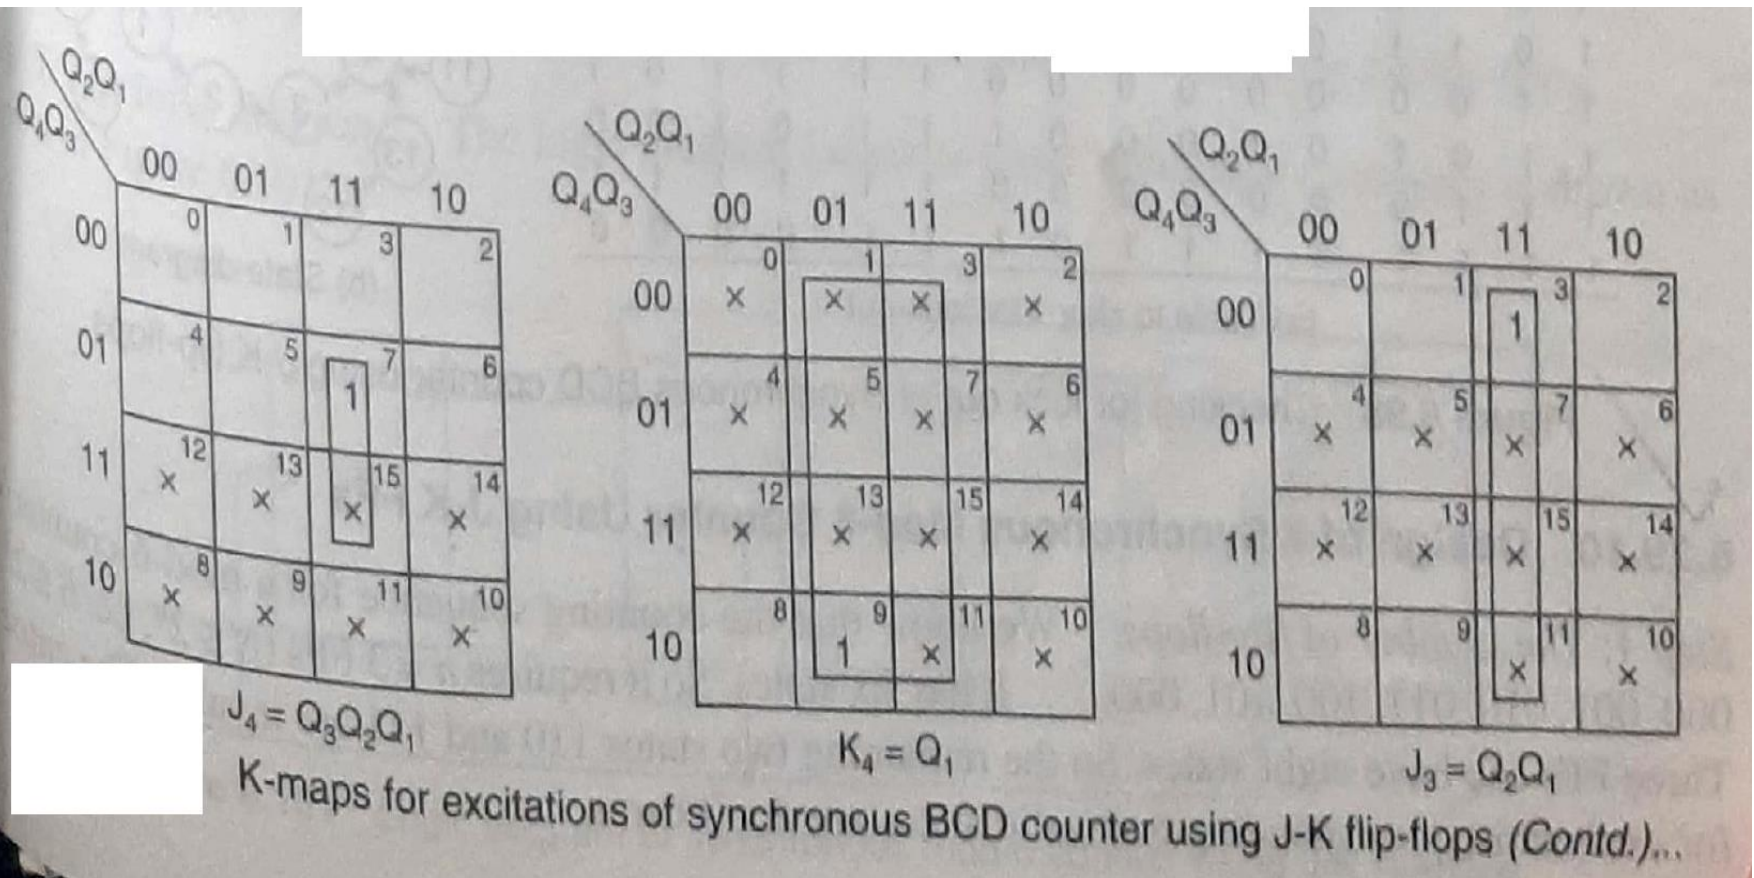 Q₂Q₁
Q₄Q₃
00 01 11 10
00 0 1 3 2
01 4 5 7 6
1
11 12 13 15 14
× × × ×
10 8 9 11 10
× × × ×
J₄ = Q₃Q₂Q₁
Q₂Q₁
Q₄Q₃
00 01 11 10
00 0 1 3 2
× × × ×
01 4 5 7 6
× × × ×
11 12 13 15 14
× × × ×
10 8 9 11 10
1 × ×
K₄ = Q₁
Q₂Q₁
Q₄Q₃
00 01 11 10
00 0 1 3 2
1
01 4 5 7 6
× × × ×
11 12 13 15 14
× × × ×
10 8 9 11 10
× ×
J₃ = Q₂Q₁
K-maps for excitations of synchronous BCD counter using J-K flip-flops (Contd.)...